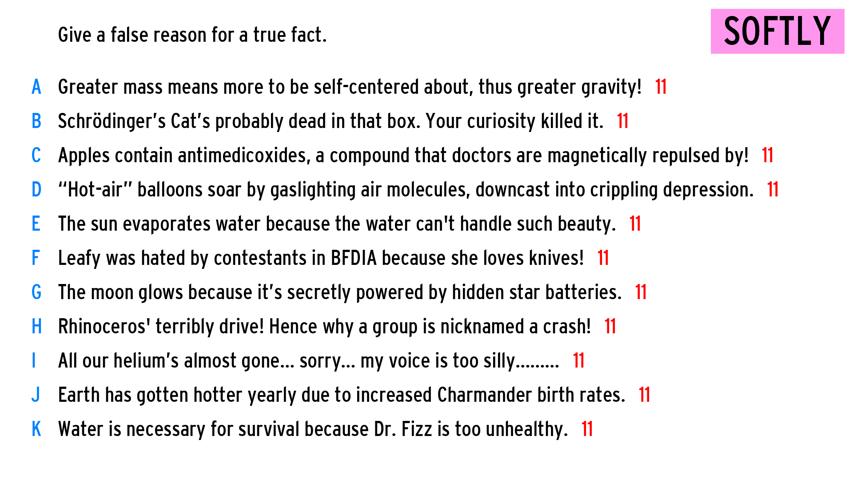 Give a false reason for a true fact.
SOFTLY
A Greater mass means more to be self-centered about, thus greater gravity! 11
B Schrödinger’s Cat’s probably dead in that box. Your curiosity killed it. 11
C Apples contain antimedicoxides, a compound that doctors are magnetically repulsed by! 11
D “Hot-air” balloons soar by gaslighting air molecules, downcast into crippling depression. 11
E The sun evaporates water because the water can't handle such beauty. 11
F Leafy was hated by contestants in BFDIA because she loves knives! 11
G The moon glows because it’s secretly powered by hidden star batteries. 11
H Rhinoceros' terribly drive! Hence why a group is nicknamed a crash! 11
I All our helium’s almost gone... sorry... my voice is too silly......... 11
J Earth has gotten hotter yearly due to increased Charmander birth rates. 11
K Water is necessary for survival because Dr. Fizz is too unhealthy. 11